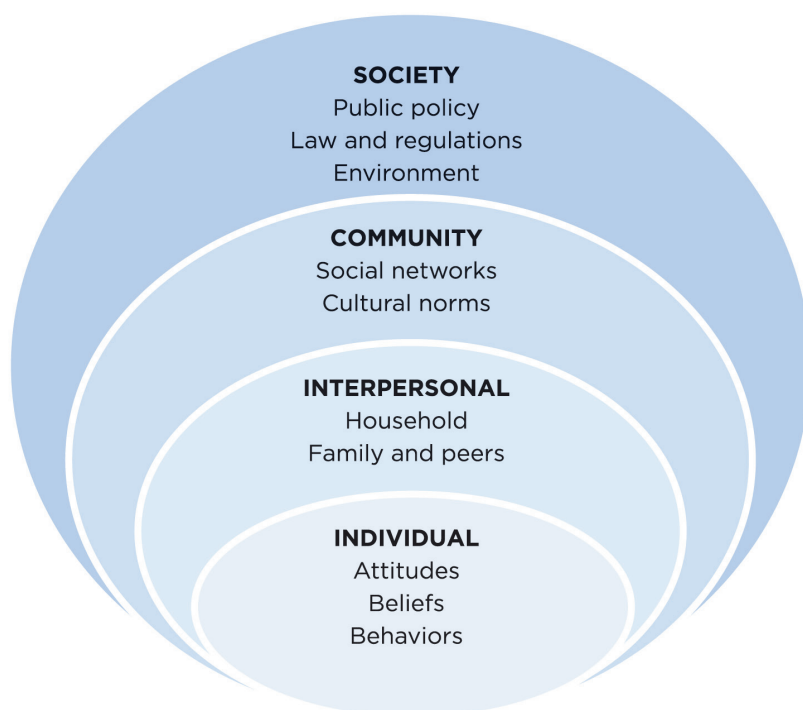 SOCIETY
Public policy
Law and regulations
Environment
COMMUNITY
Social networks
Cultural norms
INTERPERSONAL
Household
Family and peers
INDIVIDUAL
Attitudes
Beliefs
Behaviors